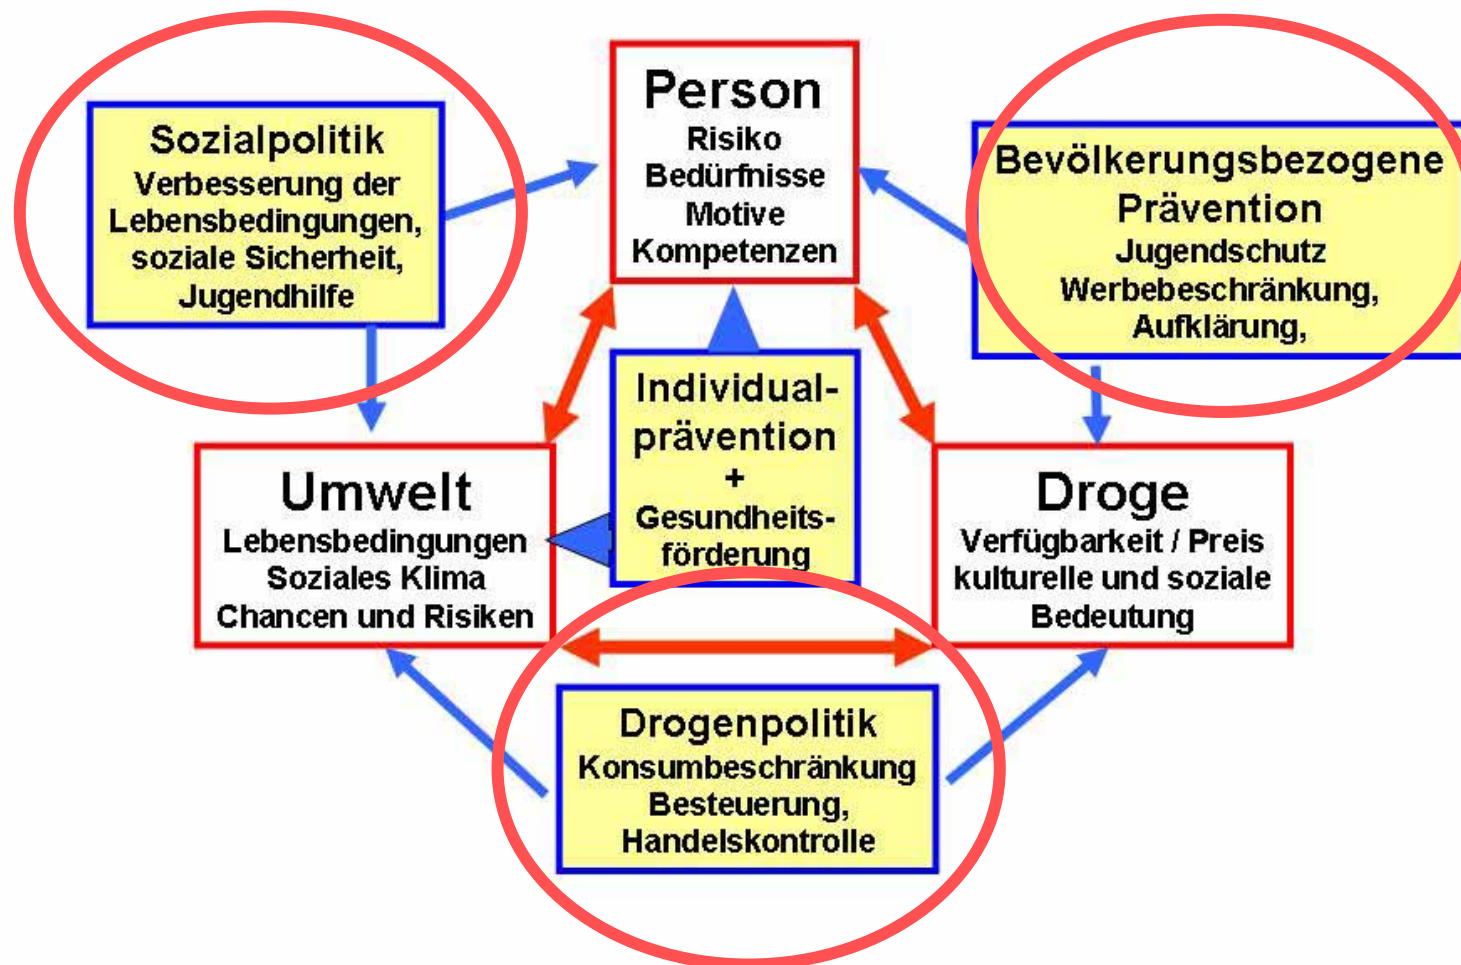 Person
Risiko
Bedürfnisse
Motive
Kompetenzen
Sozialpolitik
Verbesserung der
Lebensbedingungen,
soziale Sicherheit,
Jugendhilfe
Bevölkerungsbezogene
Prävention
Jugendschutz
Werbebeschränkung,
Aufklärung,
Individual-
prävention
+
Gesundheits-
förderung
Umwelt
Lebensbedingungen
Soziales Klima
Chancen und Risiken
Droge
Verfügbarkeit / Preis
kulturelle und soziale
Bedeutung
Drogenpolitik
Konsumbeschränkung
Besteuerung,
Handelskontrolle